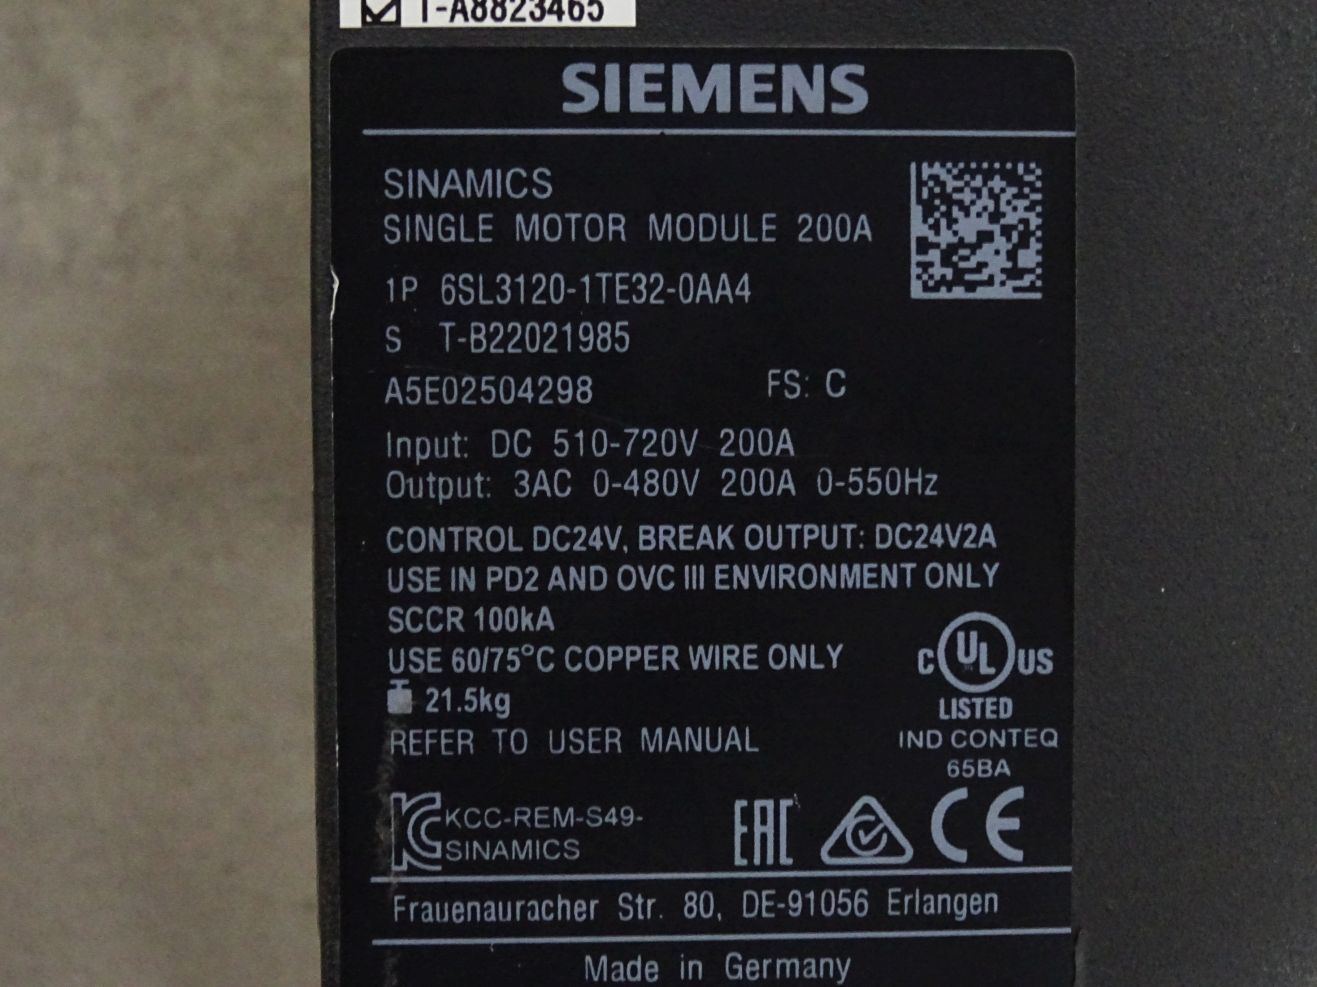 T-A8823465
SIEMENS
SINAMICS
SINGLE MOTOR MODULE 200A
1P 6SL3120-1TE32-0AA4
S T-B22021985
A5E02504298 FS: C
Input: DC 510-720V 200A
Output: 3AC 0-480V 200A 0-550Hz
CONTROL DC24V, BREAK OUTPUT: DC24V2A
USE IN PD2 AND OVC III ENVIRONMENT ONLY
SCCR 100kA
USE 60/75°C COPPER WIRE ONLY
21.5kg
REFER TO USER MANUAL
C UL US
LISTED
IND CONTEQ
65BA
KC KCC-REM-S49-
SINAMICS
EAC CE
Frauenauracher Str. 80, DE-91056 Erlangen
Made in Germany